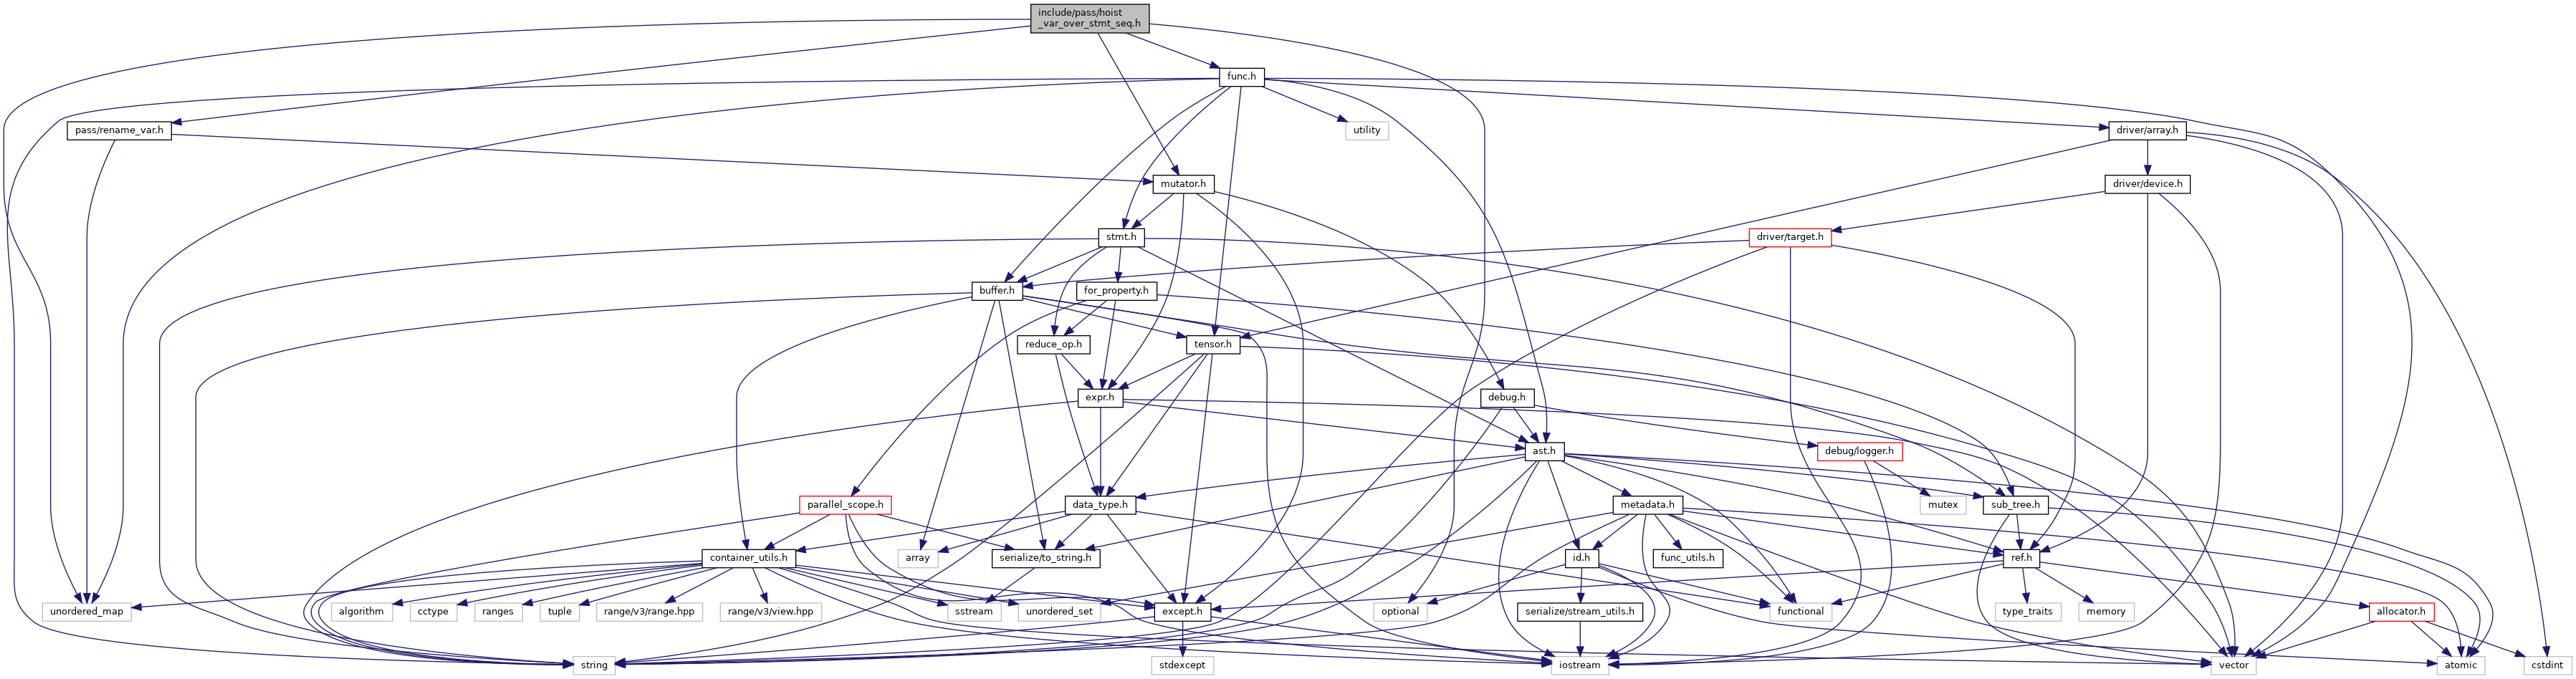 include/pass/hoist
_var_over_stmt_seq.h
func.h
pass/rename_var.h
utility
driver/array.h
mutator.h
driver/device.h
stmt.h
driver/target.h
buffer.h
for_property.h
reduce_op.h
tensor.h
expr.h
debug.h
ast.h
debug/logger.h
parallel_scope.h
data_type.h
metadata.h
mutex
sub_tree.h
container_utils.h
array
serialize/to_string.h
id.h
func_utils.h
ref.h
unordered_map
algorithm
cctype
ranges
tuple
range/v3/range.hpp
range/v3/view.hpp
sstream
unordered_set
except.h
optional
serialize/stream_utils.h
functional
type_traits
memory
allocator.h
string
stdexcept
iostream
vector
atomic
cstdint